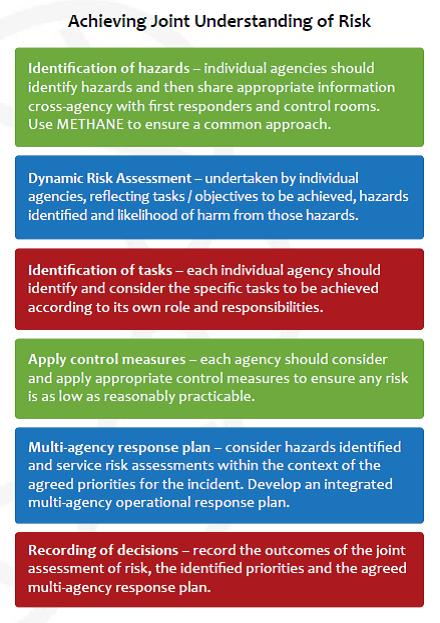 Achieving Joint Understanding of Risk
Identification of hazards – individual agencies should
identify hazards and then share appropriate information
cross-agency with first responders and control rooms.
Use METHANE to ensure a common approach.
Dynamic Risk Assessment – undertaken by individual
agencies, reflecting tasks / objectives to be achieved, hazards
identified and likelihood of harm from those hazards.
Identification of tasks – each individual agency should
identify and consider the specific tasks to be achieved
according to its own role and responsibilities.
Apply control measures – each agency should consider
and apply appropriate control measures to ensure any risk
is as low as reasonably practicable.
Multi-agency response plan – consider hazards identified
and service risk assessments within the context of the
agreed priorities for the incident. Develop an integrated
multi-agency operational response plan.
Recording of decisions – record the outcomes of the joint
assessment of risk, the identified priorities and the agreed
multi-agency response plan.